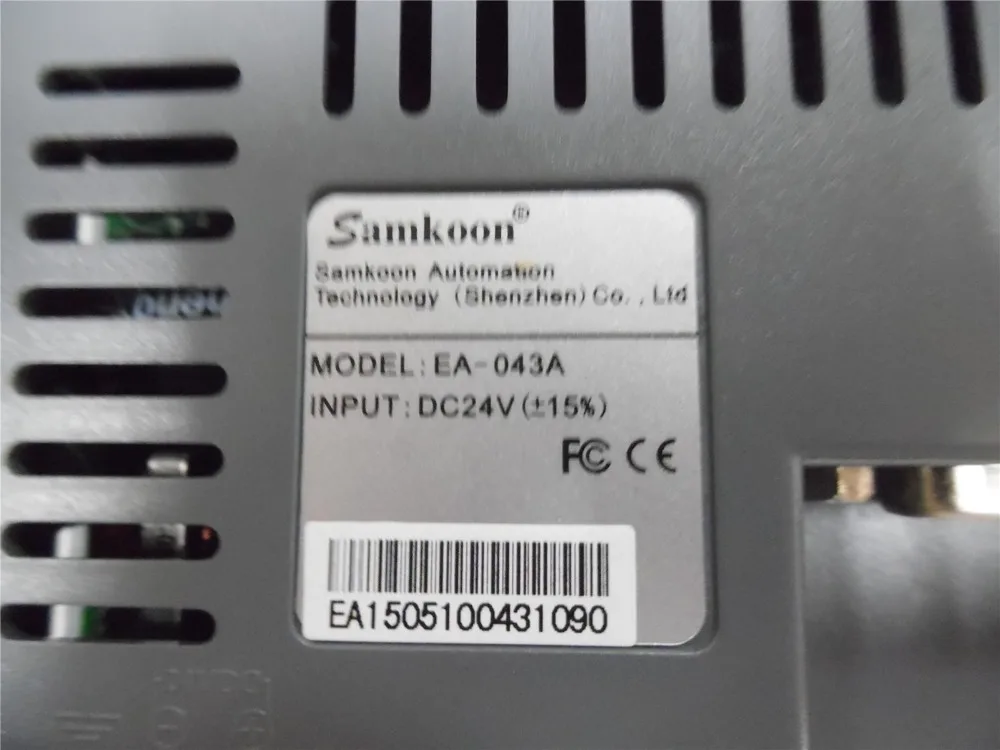 Samkoon®
Samkoon Automation
Technology (Shenzhen) Co., Ltd
MODEL: EA-043A
INPUT: DC24V(±15%)
FC CE
EA1505100431090